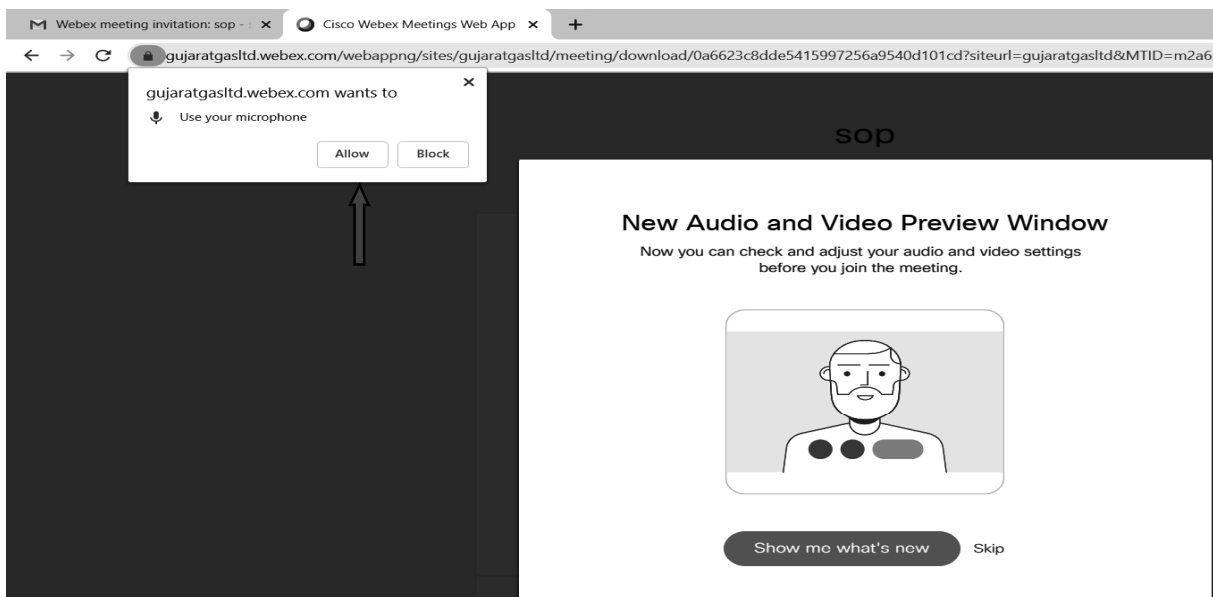 Webex meeting invitation: sop -
Cisco Webex Meetings Web App
gujaratgasltd.webex.com/webappng/sites/gujaratgasltd/meeting/download/0a6623c8dde5415997256a9540d101cd?siteurl=gujaratgasltd&MTID=m2a6
gujaratgasltd.webex.com wants to
Use your microphone
Allow Block
sop
New Audio and Video Preview Window
Now you can check and adjust your audio and video settings
before you join the meeting.
Show me what's new Skip